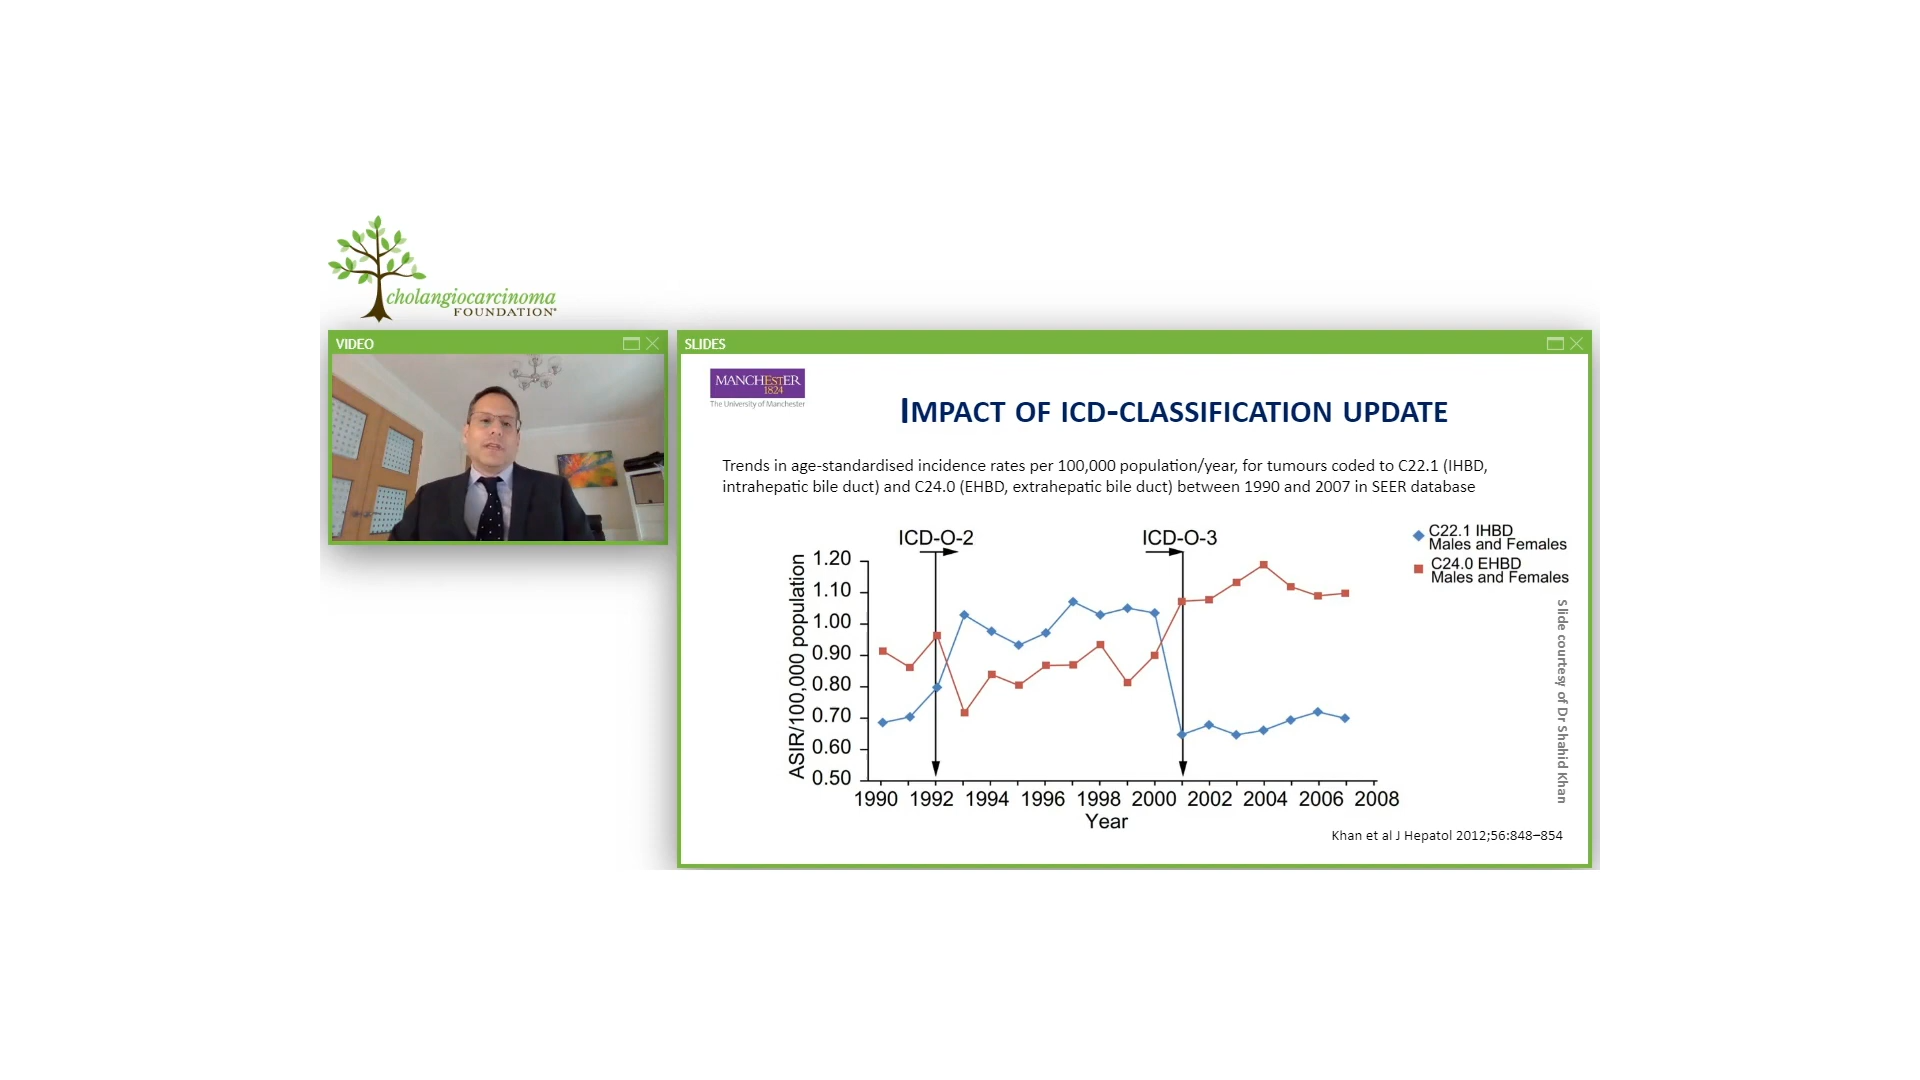 cholangiocarcinoma
FOUNDATION®
VIDEO
SLIDES
MANCHEStER
1824
The University of Manchester
IMPACT OF ICD-CLASSIFICATION UPDATE
Trends in age-standardised incidence rates per 100,000 population/year, for tumours coded to C22.1 (IHBD,
intrahepatic bile duct) and C24.0 (EHBD, extrahepatic bile duct) between 1990 and 2007 in SEER database
ICD-O-2
ICD-O-3
C22.1 IHBD
Males and Females
C24.0 EHBD
Males and Females
ASIR/100,000 population
1.20
1.10
1.00
0.90
0.80
0.70
0.60
0.50
1990 1992 1994 1996 1998 2000 2002 2004 2006 2008
Year
Slide courtesy of Dr Shahid Khan
Khan et al J Hepatol 2012;56:848–854